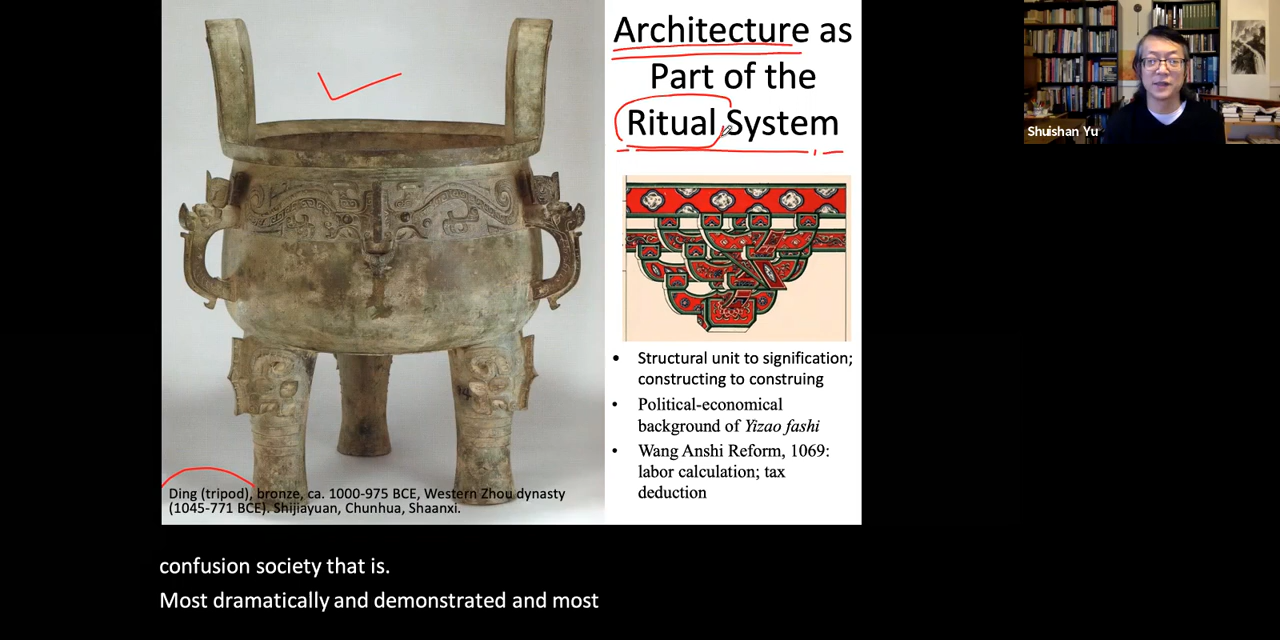 Architecture as
Part of the
Ritual System
Shuishan Yu
• Structural unit to signification;
constructing to construing
• Political-economical
background of Yizao fashi
• Wang Anshi Reform, 1069:
labor calculation; tax
deduction
Ding (tripod), bronze, ca. 1000-975 BCE, Western Zhou dynasty
(1045-771 BCE). Shijiayuan, Chunhua, Shaanxi.
confusion society that is.
Most dramatically and demonstrated and most